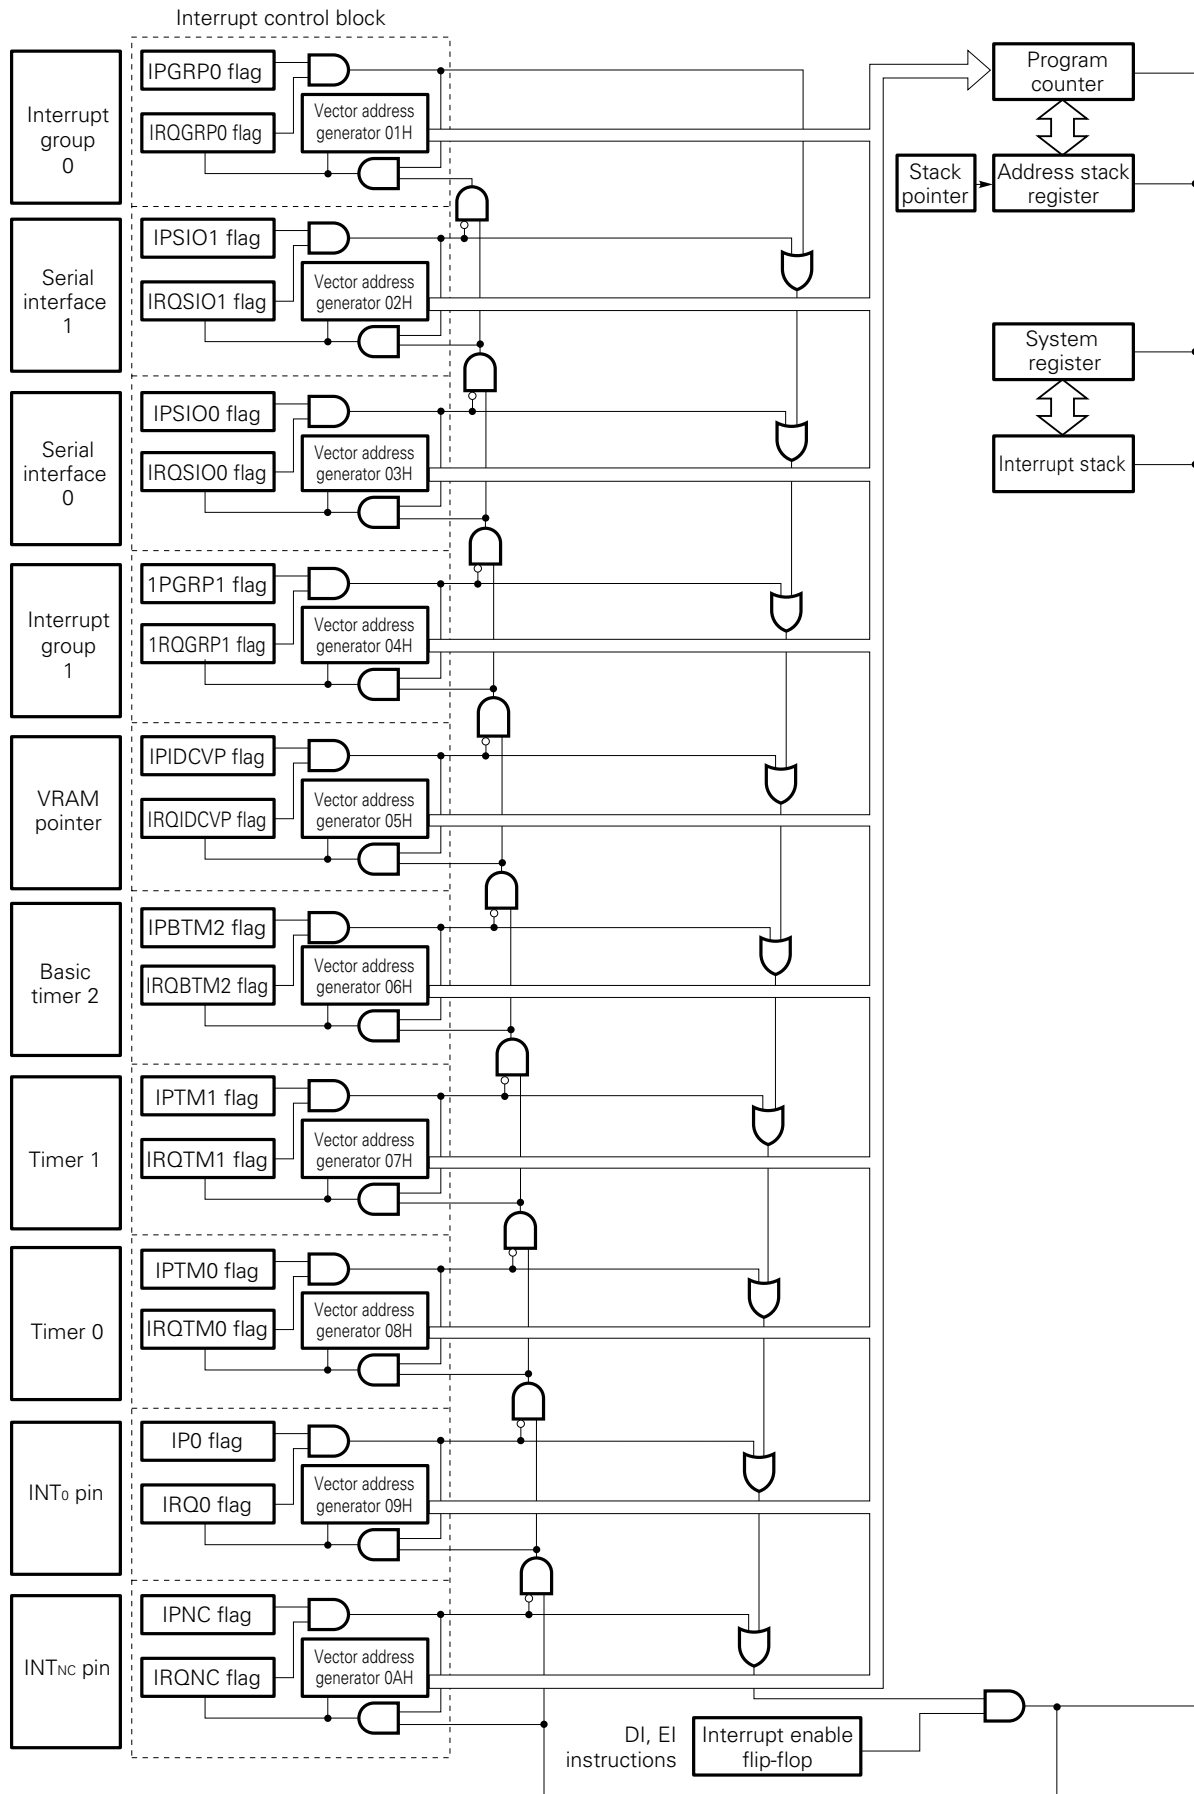 Interrupt control block
Interrupt
group
0
IPGRP0 flag
IRQGRP0 flag
Vector address
generator 01H
Program
counter
Stack
pointer
Address stack
register
Serial
interface
1
IPSIO1 flag
IRQSIO1 flag
Vector address
generator 02H
System
register
Interrupt stack
Serial
interface
0
IPSIO0 flag
IRQSIO0 flag
Vector address
generator 03H
Interrupt
group
1
1PGRP1 flag
1RQGRP1 flag
Vector address
generator 04H
VRAM
pointer
IPIDCVP flag
IRQIDCVP flag
Vector address
generator 05H
Basic
timer 2
IPBTM2 flag
IRQBTM2 flag
Vector address
generator 06H
Timer 1
IPTM1 flag
IRQTM1 flag
Vector address
generator 07H
Timer 0
IPTM0 flag
IRQTM0 flag
Vector address
generator 08H
INT0 pin
IP0 flag
IRQ0 flag
Vector address
generator 09H
INTNC pin
IPNC flag
IRQNC flag
Vector address
generator 0AH
DI, EI
instructions
Interrupt enable
flip-flop